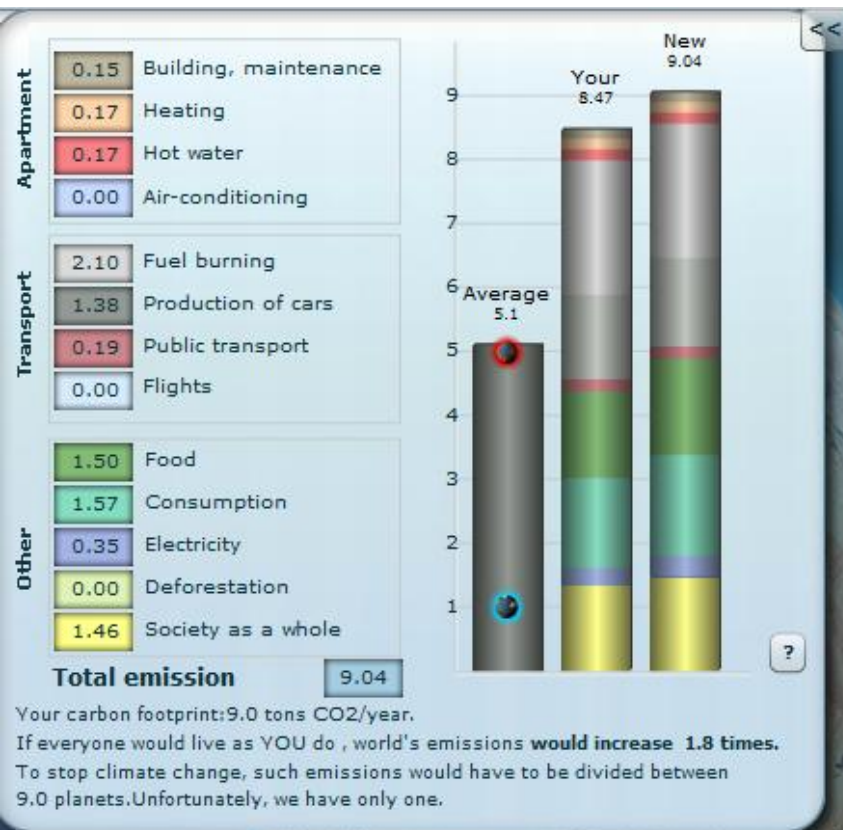 <<
Apartment
0.15 Building, maintenance
0.17 Heating
0.17 Hot water
0.00 Air-conditioning
Transport
2.10 Fuel burning
1.38 Production of cars
0.19 Public transport
0.00 Flights
Other
1.50 Food
1.57 Consumption
0.35 Electricity
0.00 Deforestation
1.46 Society as a whole
Total emission 9.04
9
8
7
6
5
4
3
2
1
Average
5.1
Your
8.47
New
9.04
?
Your carbon footprint:9.0 tons CO2/year.
If everyone would live as YOU do , world's emissions would increase 1.8 times.
To stop climate change, such emissions would have to be divided between
9.0 planets.Unfortunately, we have only one.